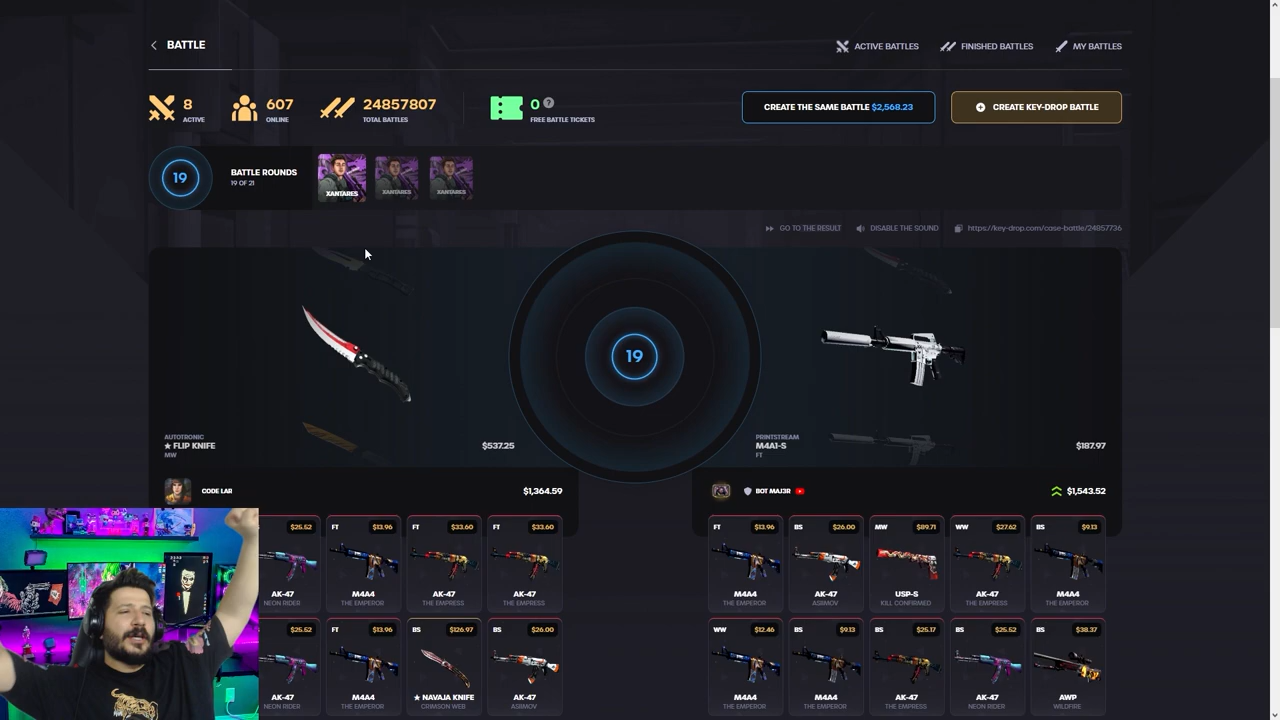 BATTLE
ACTIVE BATTLES
FINISHED BATTLES
MY BATTLES
8
ACTIVE
607
ONLINE
24857807
TOTAL BATTLES
0
FREE BATTLE TICKETS
CREATE THE SAME BATTLE $2,568.23
CREATE KEY-DROP BATTLE
19
BATTLE ROUNDS
19 OF 21
XANTARES
XANTARES
XANTARES
GO TO THE RESULT
DISABLE THE SOUND
https://key-drop.com/case-battle/24857736
19
AUTOTRONIC
★ FLIP KNIFE
MW
$537.25
PRINTSTREAM
M4A1-S
FT
$187.97
CODE LAR
$1,364.59
BOT MAJ3R
$1,543.52
$25.52
FT $13.96
FT $33.60
FT $33.60
FT $13.96
BS $26.00
MW $89.71
WW $27.62
BS $9.13
AK-47
M4A4
AK-47
AK-47
M4A4
AK-47
USP-S
AK-47
M4A4
NEON RIDER
THE EMPEROR
THE EMPRESS
THE EMPRESS
THE EMPEROR
ASIIMOV
KILL CONFIRMED
THE EMPRESS
THE EMPEROR
$25.52
FT $13.96
BS $126.97
BS $26.00
WW $12.46
BS $9.13
BS $25.17
BS $25.52
BS $38.37
AK-47
M4A4
★ NAVAJA KNIFE
AK-47
M4A4
M4A4
AK-47
AK-47
AWP
NEON RIDER
THE EMPEROR
CRIMSON WEB
ASIIMOV
THE EMPEROR
THE EMPEROR
THE EMPRESS
NEON RIDER
WILDFIRE